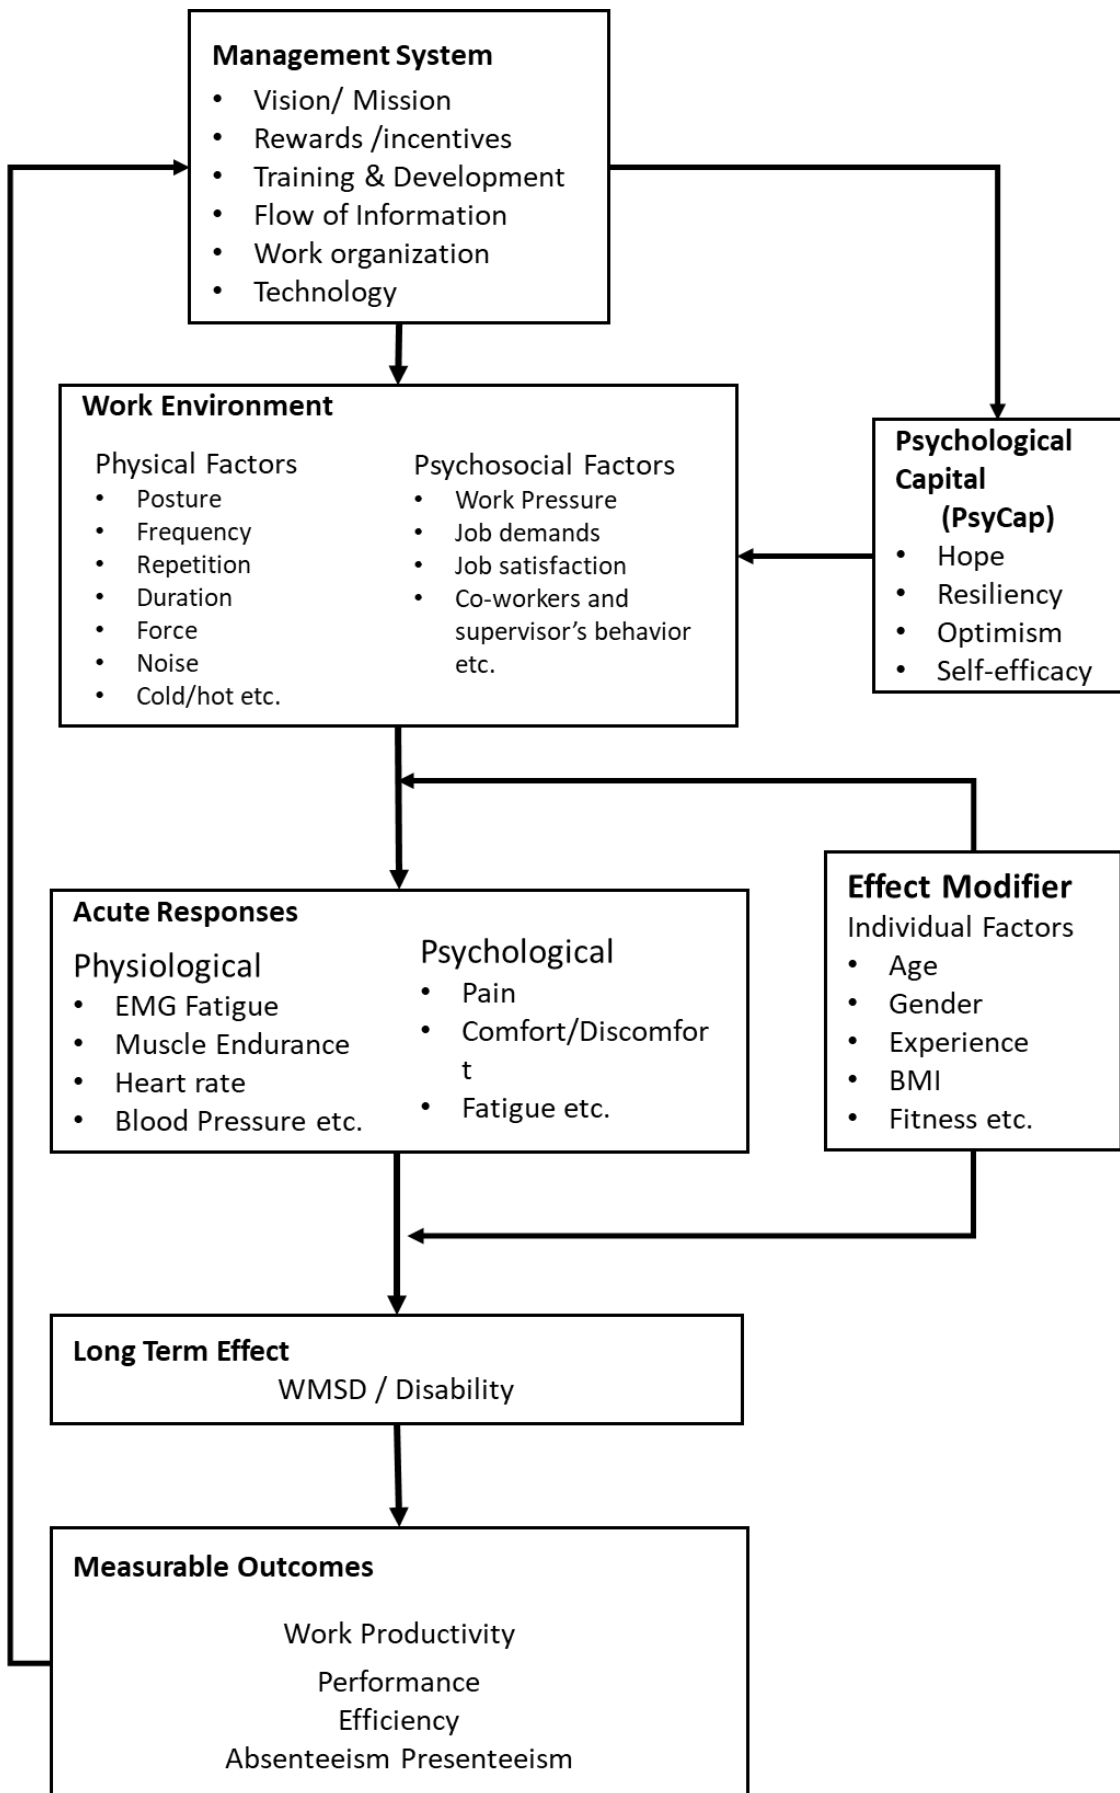 Management System
• Vision/ Mission
• Rewards /incentives
• Training & Development
• Flow of Information
• Work organization
• Technology
Work Environment
Physical Factors
• Posture
• Frequency
• Repetition
• Duration
• Force
• Noise
• Cold/hot etc.
Psychosocial Factors
• Work Pressure
• Job demands
• Job satisfaction
• Co-workers and
supervisor’s behavior
etc.
Psychological
Capital
(PsyCap)
• Hope
• Resiliency
• Optimism
• Self-efficacy
Acute Responses
Physiological
• EMG Fatigue
• Muscle Endurance
• Heart rate
• Blood Pressure etc.
Psychological
• Pain
• Comfort/Discomfor
t
• Fatigue etc.
Effect Modifier
Individual Factors
• Age
• Gender
• Experience
• BMI
• Fitness etc.
Long Term Effect
WMSD / Disability
Measurable Outcomes
Work Productivity
Performance
Efficiency
Absenteeism Presenteeism